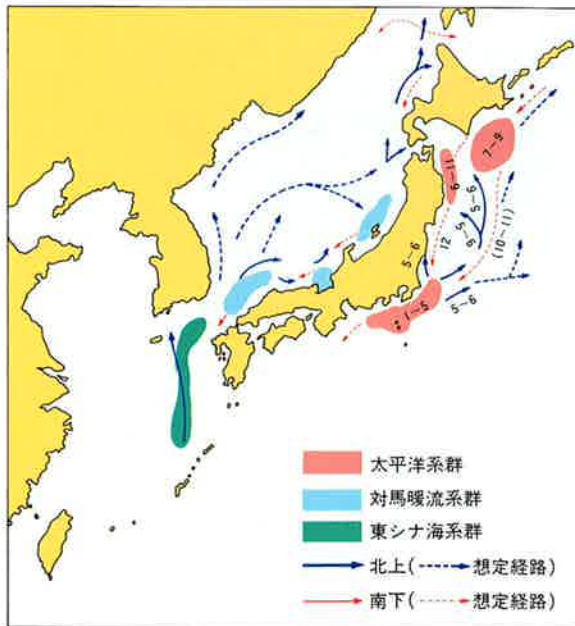 7-9
9-11
5-6
5-6
(10-11)
12
5-6
1-5
5-6
太平洋系群
対馬暖流系群
東シナ海系群
北上(想定経路)
南下(想定経路)